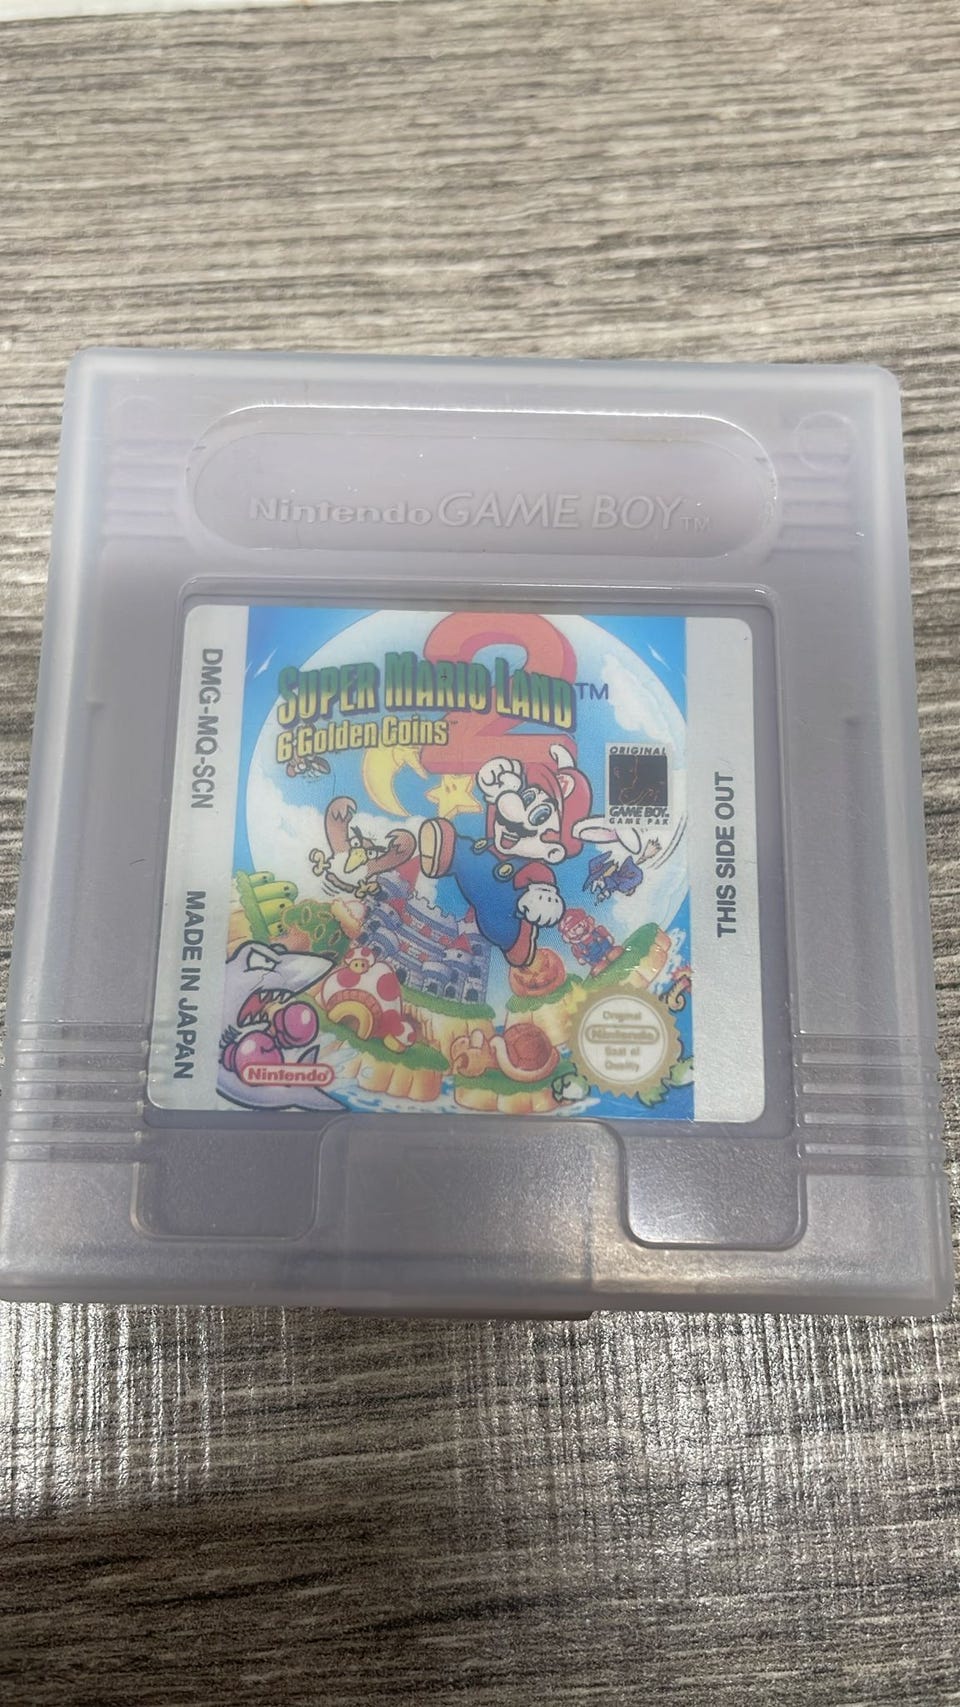 Nintendo GAME BOY™
DMG-MQ-SCN
MADE IN JAPAN
2
SUPER MARIO LAND™
6 Golden Coins™
ORIGINAL
GAME BOY
GAME PAK
THIS SIDE OUT
Original
Nintendo
Seal of
Quality
Nintendo